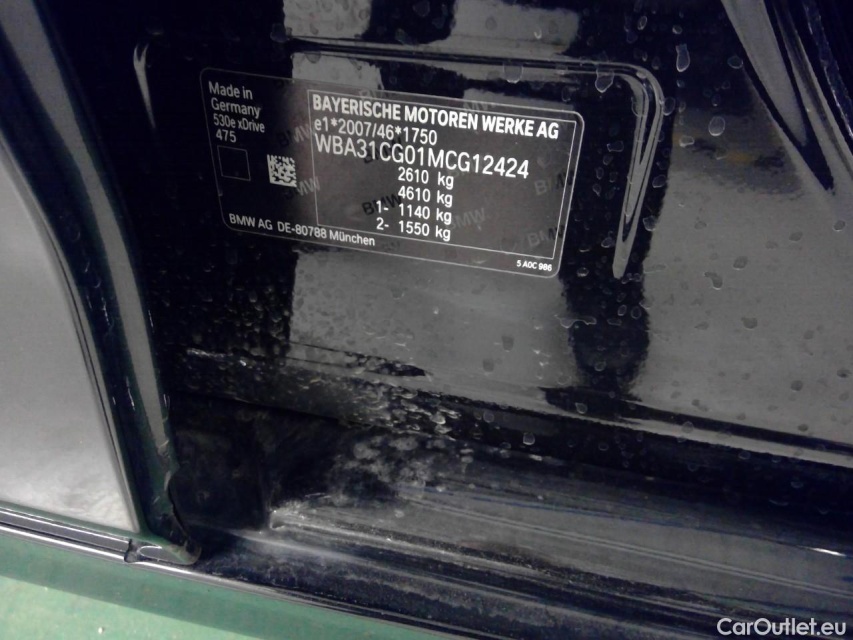 Made in
Germany
530e xDrive
475
BAYERISCHE MOTOREN WERKE AG
e1*2007/46*1750
WBA31CG01MCG12424
2610 kg
4610 kg
1- 1140 kg
2- 1550 kg
BMW AG DE-80788 München
5 A0C 986
CarOutlet.eu